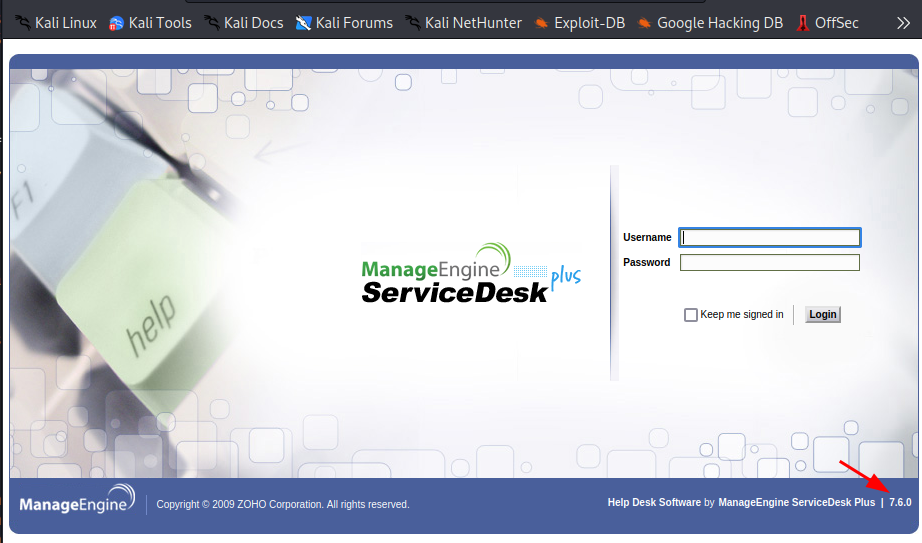 Kali Linux Kali Tools Kali Docs Kali Forums Kali NetHunter Exploit-DB Google Hacking DB OffSec
F1
help
ManageEngine
ServiceDesk plus
Username
Password
Keep me signed in Login
ManageEngine Copyright © 2009 ZOHO Corporation. All rights reserved. Help Desk Software by ManageEngine ServiceDesk Plus | 7.6.0